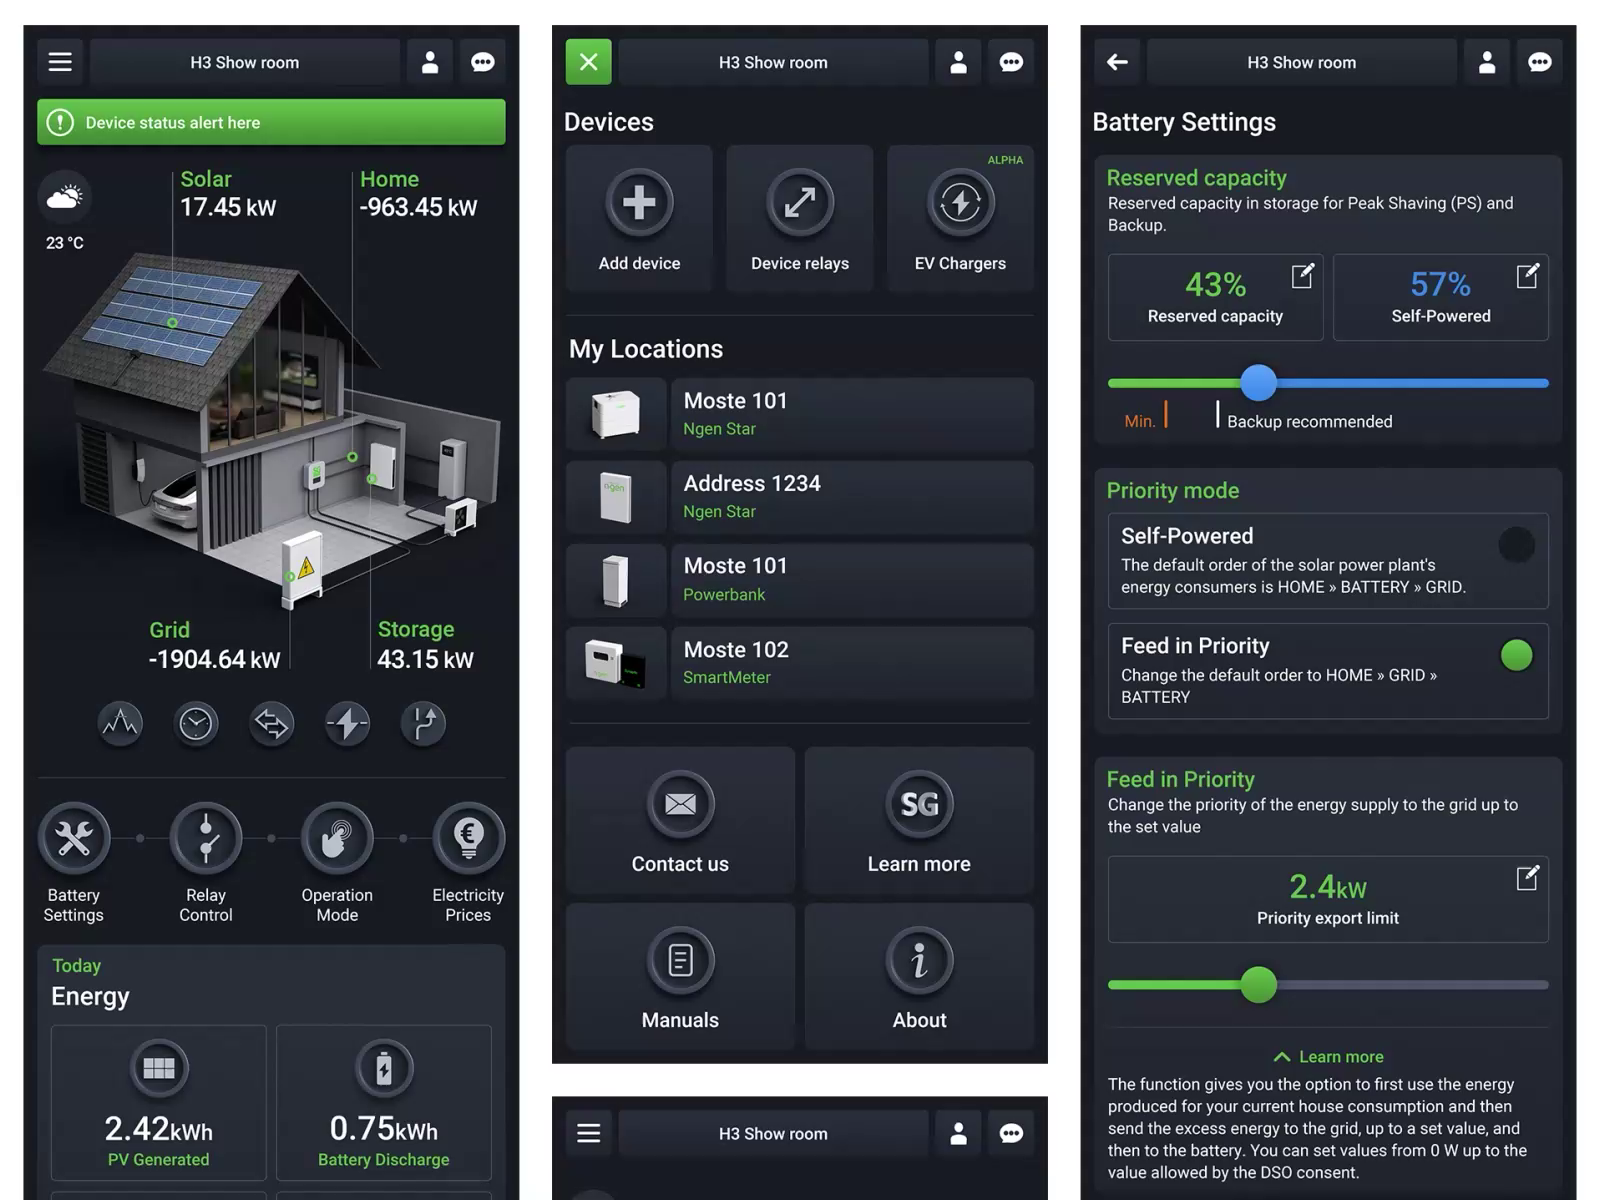 H3 Show room
Device status alert here
Solar
17.45 kW
Home
-963.45 kW
23 °C
Grid
-1904.64 kW
Storage
43.15 kW
Battery
Settings
Relay
Control
Operation
Mode
Electricity
Prices
Today
Energy
2.42kWh
PV Generated
0.75kWh
Battery Discharge
H3 Show room
Devices
Add device
Device relays
ALPHA
EV Chargers
My Locations
Moste 101
Ngen Star
Address 1234
Ngen Star
Moste 101
Powerbank
Moste 102
SmartMeter
Contact us
SG
Learn more
Manuals
About
H3 Show room
H3 Show room
Battery Settings
Reserved capacity
Reserved capacity in storage for Peak Shaving (PS) and
Backup.
43%
Reserved capacity
57%
Self-Powered
Min.
Backup recommended
Priority mode
Self-Powered
The default order of the solar power plant's
energy consumers is HOME » BATTERY » GRID.
Feed in Priority
Change the default order to HOME » GRID »
BATTERY
Feed in Priority
Change the priority of the energy supply to the grid up to
the set value
2.4kW
Priority export limit
Learn more
The function gives you the option to first use the energy
produced for your current house consumption and then
send the excess energy to the grid, up to a set value, and
then to the battery. You can set values from 0 W up to the
value allowed by the DSO consent.